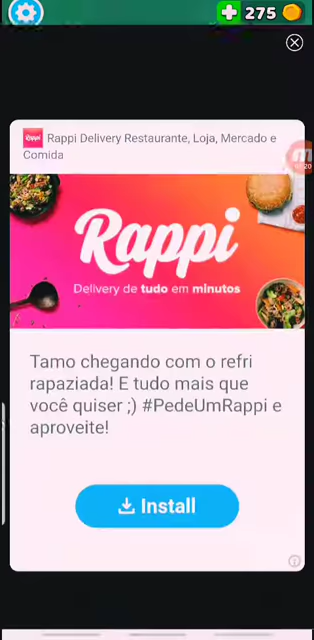 275
Rappi Rappi Delivery Restaurante, Loja, Mercado e
Comida
Rappi
Delivery de tudo em minutos
Tamo chegando com o refri
rapaziada! E tudo mais que
você quiser ;) #PedeUmRappi e
aproveite!
Install